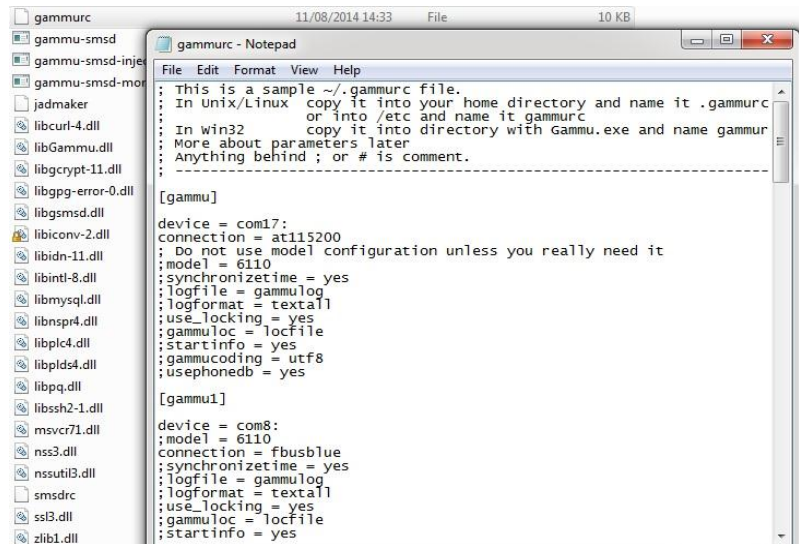 gammurc 11/08/2014 14:33 File 10 KB
gammu-smsd
gammu-smsd-injec
gammu-smsd-mor
jadmaker
libcurl-4.dll
libGammu.dll
libgcrypt-11.dll
libgpg-error-0.dll
libgsmsd.dll
libiconv-2.dll
libidn-11.dll
libintl-8.dll
libmysql.dll
libnspr4.dll
libplc4.dll
libplds4.dll
libpq.dll
libssh2-1.dll
msvcr71.dll
nss3.dll
nssutil3.dll
smsdrc
ssl3.dll
zlib1.dll
gammurc - Notepad
File Edit Format View Help
; This is a sample ~/.gammurc file.
; In Unix/Linux copy it into your home directory and name it .gammurc
; or into /etc and name it gammurc
; In Win32 copy it into directory with Gammu.exe and name gammur
; More about parameters later
; Anything behind ; or # is comment.
; -----------------------------------------------------------------
[gammu]
device = com17:
connection = at115200
; Do not use model configuration unless you really need it
;model = 6110
;synchronizetime = yes
;logfile = gammulog
;logformat = textall
;use_locking = yes
;gammuloc = locfile
;startinfo = yes
;gammucoding = utf8
;usephonedb = yes
[gammu1]
device = com8:
;model = 6110
connection = fbusblue
;synchronizetime = yes
;logfile = gammulog
;logformat = textall
;use_locking = yes
;gammuloc = locfile
;startinfo = yes